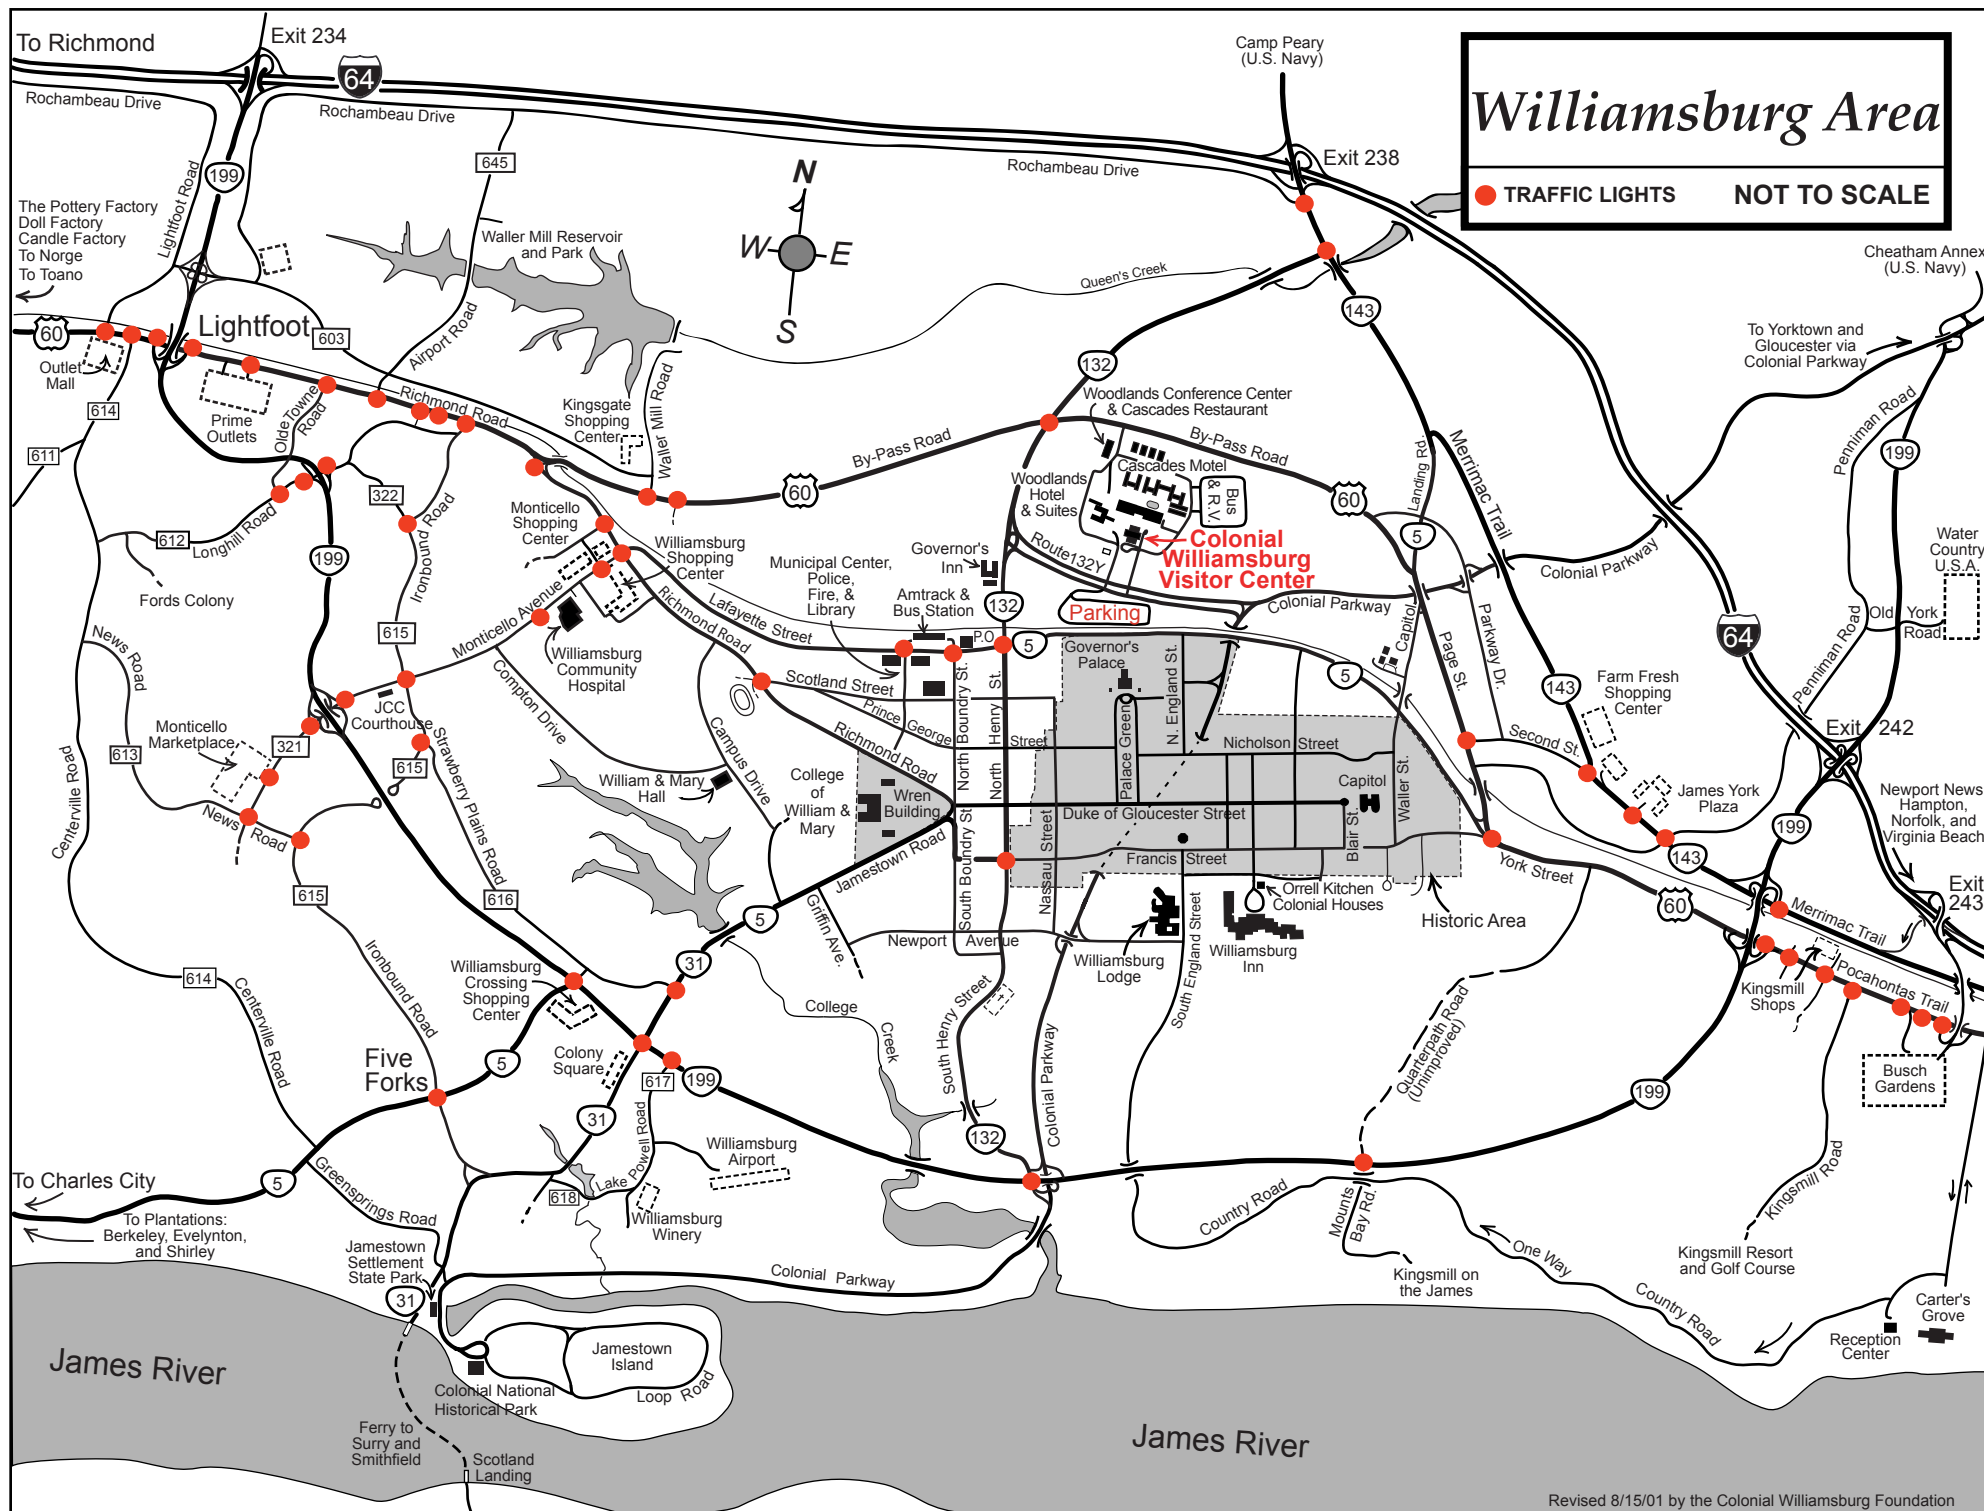 To Richmond
Exit 234
64
Rochambeau Drive
Rochambeau Drive
Rochambeau Drive
Camp Peary
(U.S. Navy)
Exit 238
Williamsburg Area
TRAFFIC LIGHTS
NOT TO SCALE
199
Lightfoot Road
645
N
W
E
S
The Pottery Factory
Doll Factory
Candle Factory
To Norge
To Toano
Waller Mill Reservoir
and Park
Queen's Creek
Cheatham Annex
(U.S. Navy)
To Yorktown and
Gloucester via
Colonial Parkway
143
60
Lightfoot
603
Airport Road
Outlet
Mall
614
611
Prime
Outlets
Olde Towne
Road
Richmond Road
Kingsgate
Shopping
Center
Waller Mill Road
132
By-Pass Road
By-Pass Road
60
60
Woodlands Conference Center
& Cascades Restaurant
Cascades Motel
Woodlands
Hotel
& Suites
Bus
& R.V.
Colonial
Williamsburg
Visitor Center
Route132Y
Parking
Landing Rd.
Merrimac Trail
5
Penniman Road
199
Water
Country
U.S.A.
Old York
Road
Penniman Road
64
Colonial Parkway
Colonial Parkway
322
Ironbound Road
612
Longhill Road
199
Fords Colony
Monticello
Shopping
Center
Williamsburg
Shopping
Center
Monticello Avenue
Richmond Road
Lafayette Street
Williamsburg
Community
Hospital
Municipal Center,
Police,
Fire, &
Library
Governor's
Inn
Amtrack &
Bus Station
P.O
132
5
Governor's
Palace
N. England St.
5
Capitol
Page St.
Parkway Dr.
143
Farm Fresh
Shopping
Center
Exit 242
News Road
615
Compton Drive
JCC
Courthouse
Monticello
Marketplace
321
613
615
Strawberry Plains Road
Centerville Road
News Road
William & Mary
Hall
Campus Drive
Scotland Street
Prince George Street
Richmond Road
College
of
William &
Mary
Wren
Building
North Boundry St.
North Henry St.
Palace Green
Nicholson Street
Capitol
Waller St.
Duke of Gloucester Street
Blair St.
Second St.
James York
Plaza
199
143
Newport News
Hampton,
Norfolk, and
Virginia Beach
Exit
243
Jamestown Road
South Boundry St
Nassau Street
Francis Street
York Street
60
Merrimac Trail
Pocahontas Trail
615
616
Ironbound Road
5
Griffin Ave.
Newport Avenue
Orrell Kitchen
Colonial Houses
Historic Area
Williamsburg
Lodge
Williamsburg
Inn
South England Street
31
Williamsburg
Crossing
Shopping
Center
614
Centerville Road
College Creek
South Henry Street
Colonial Parkway
Quarterpath Road
(Unimproved)
Kingsmill
Shops
Busch
Gardens
Five
Forks
5
Colony
Square
617
199
31
Lake Powell Road
618
Williamsburg
Airport
Williamsburg
Winery
132
199
Kingsmill Road
Kingsmill Resort
and Golf Course
To Charles City
5
Greensprings Road
To Plantations:
Berkeley, Evelynton,
and Shirley
Jamestown
Settlement
State Park
31
Colonial Parkway
Country Road
Mounts
Bay Rd.
Kingsmill on
the James
One Way
Country Road
Carter's
Grove
Reception
Center
James River
Jamestown
Island
Loop Road
Colonial National
Historical Park
Ferry to
Surry and
Smithfield
Scotland
Landing
James River
Revised 8/15/01 by the Colonial Williamsburg Foundation